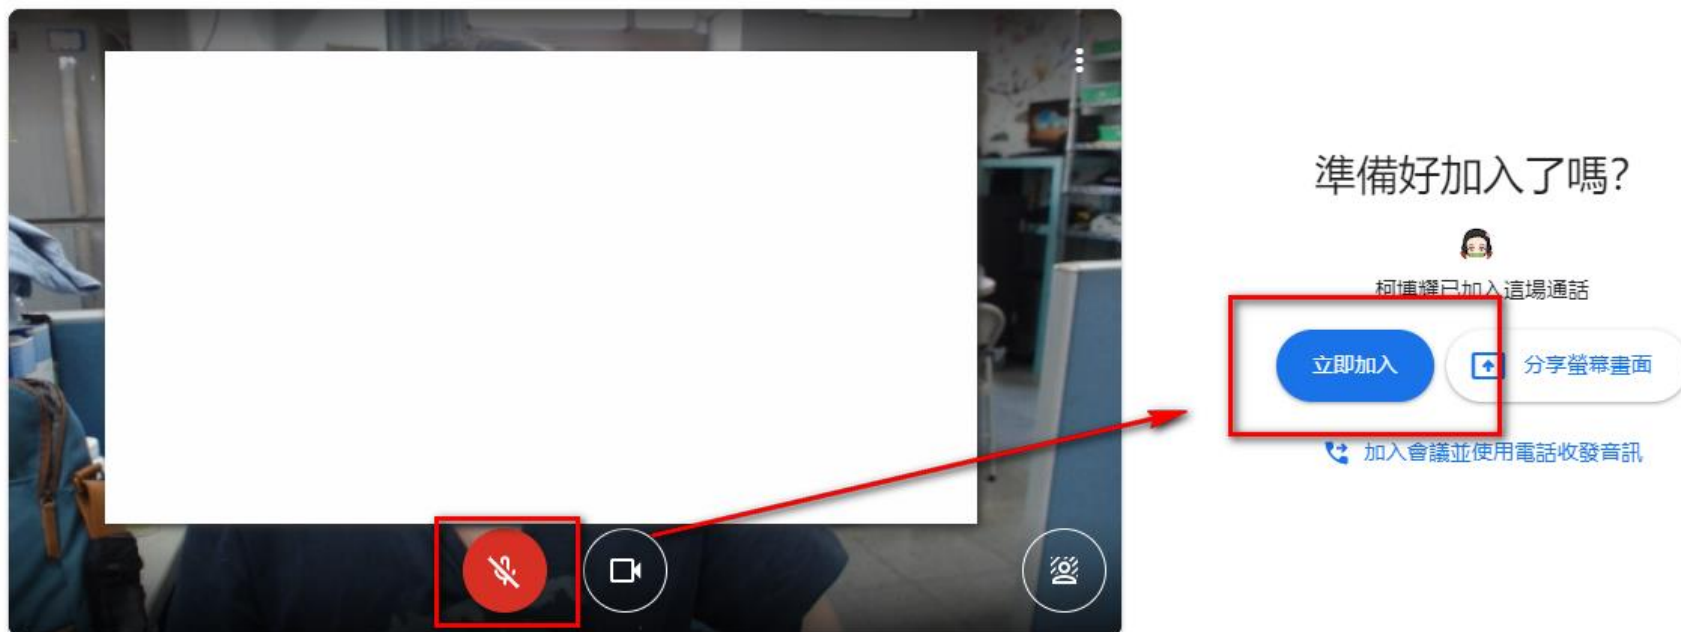 準備好加入了嗎?
柯博耀已加入這場通話
立即加入
分享螢幕畫面
加入會議並使用電話收發音訊